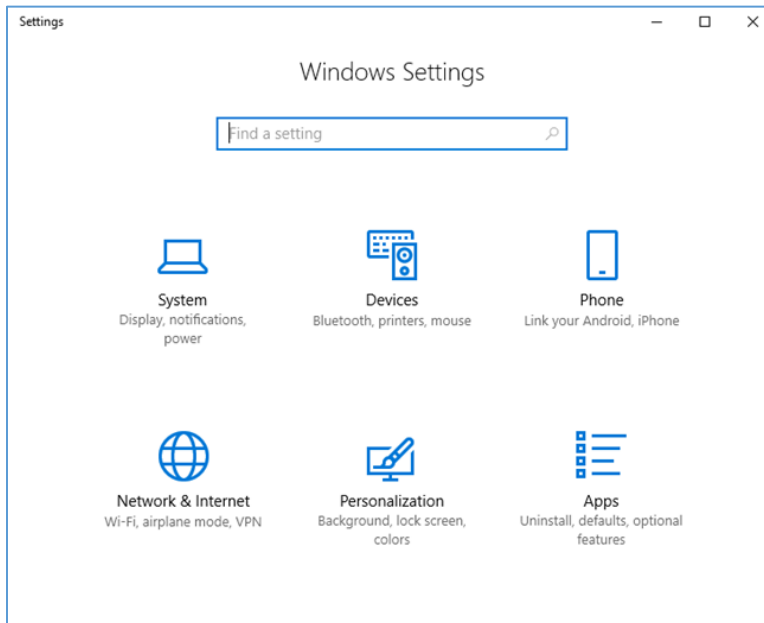 Settings
Windows Settings
Find a setting
System
Display, notifications,
power
Devices
Bluetooth, printers, mouse
Phone
Link your Android, iPhone
Network & Internet
Wi-Fi, airplane mode, VPN
Personalization
Background, lock screen,
colors
Apps
Uninstall, defaults, optional
features